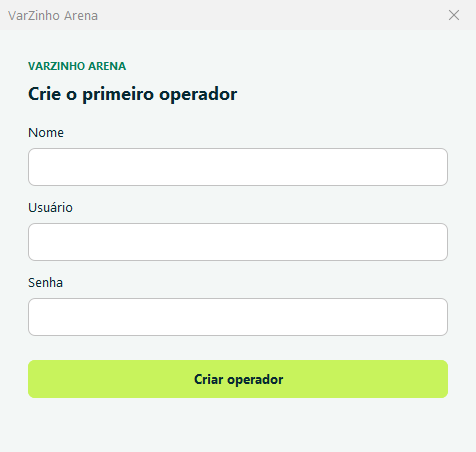 VarZinho Arena
VARZINHO ARENA
Crie o primeiro operador
Nome
Usuário
Senha
Criar operador